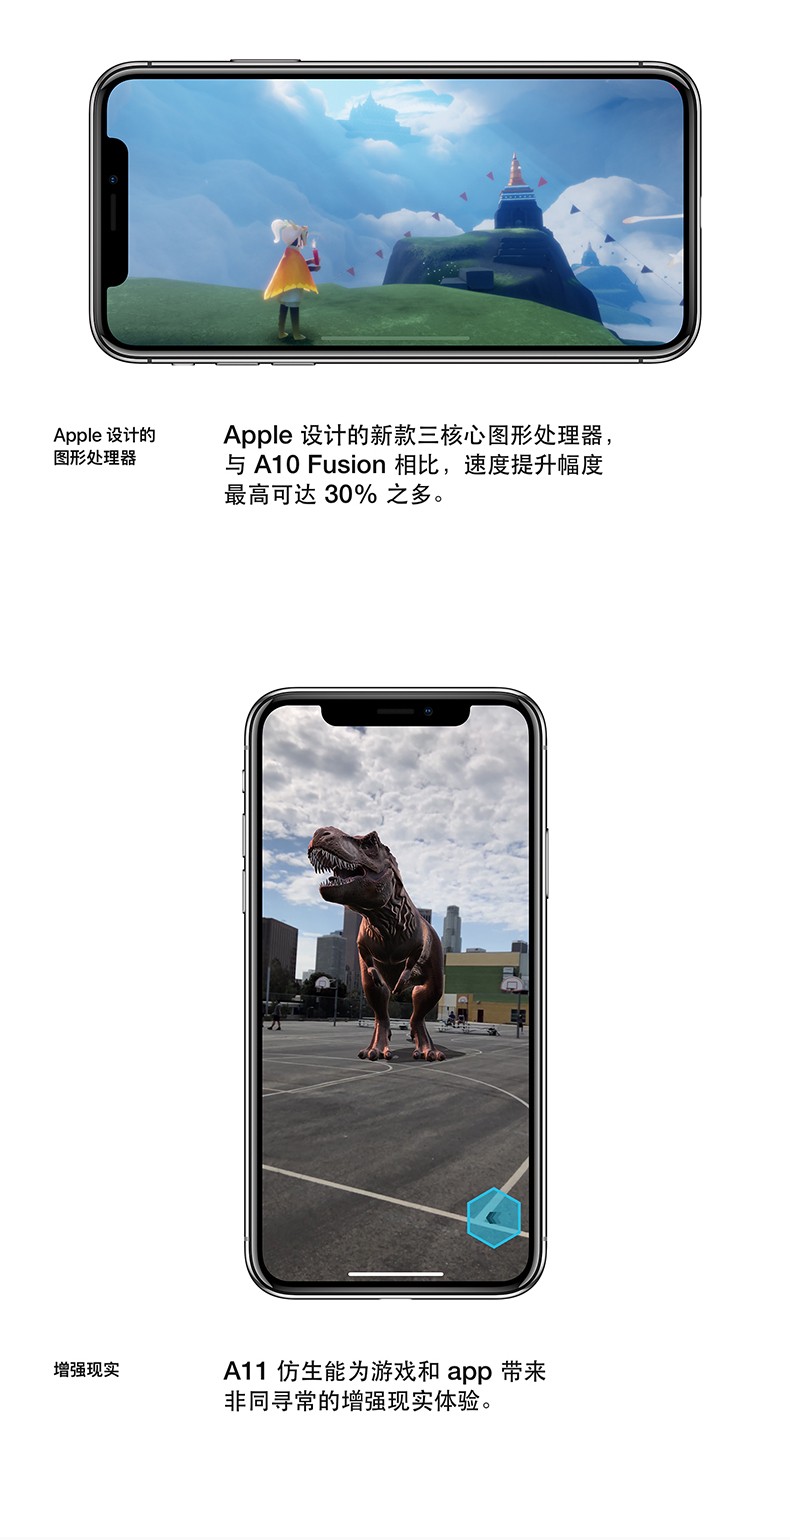 Apple 设计的
图形处理器
Apple 设计的新款三核心图形处理器，
与 A10 Fusion 相比，速度提升幅度
最高可达 30% 之多。
增强现实
A11 仿生能为游戏和 app 带来
非同寻常的增强现实体验。